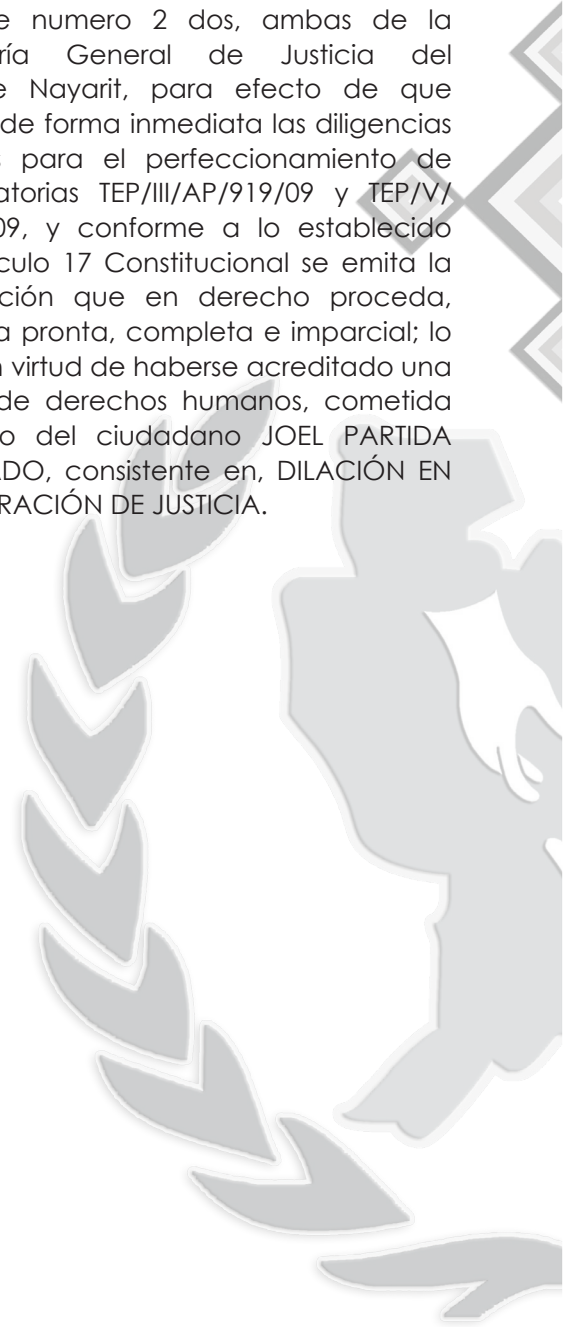 e numero 2 dos, ambas de la
ría General de Justicia del
e Nayarit, para efecto de que
de forma inmediata las diligencias
s para el perfeccionamiento de
atorias TEP/III/AP/919/09 y TEP/V/
09, y conforme a lo establecido
culo 17 Constitucional se emita la
ción que en derecho proceda,
a pronta, completa e imparcial; lo
n virtud de haberse acreditado una
de derechos humanos, cometida
o del ciudadano JOEL PARTIDA
ADO, consistente en, DILACIÓN EN
RACIÓN DE JUSTICIA.